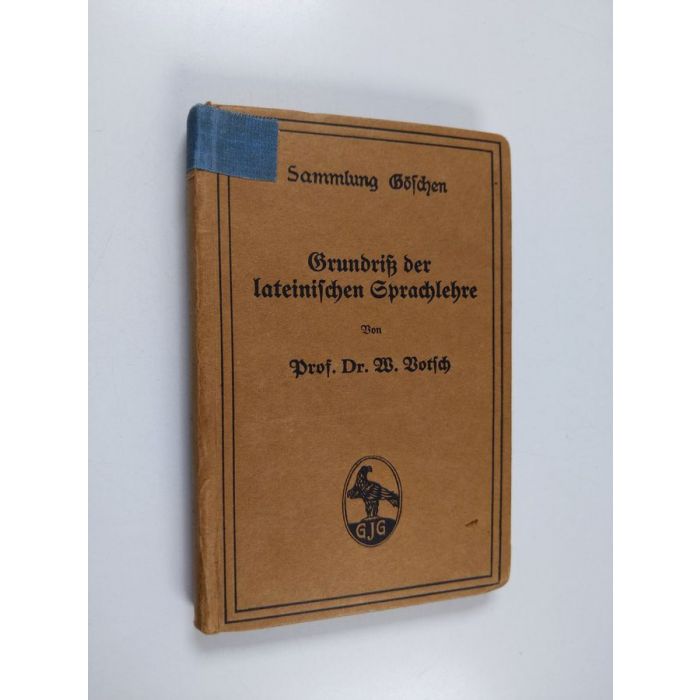 Sammlung Göschen
Grundriß der
lateinischen Sprachlehre
Von
Prof. Dr. W. Votsch
GJG